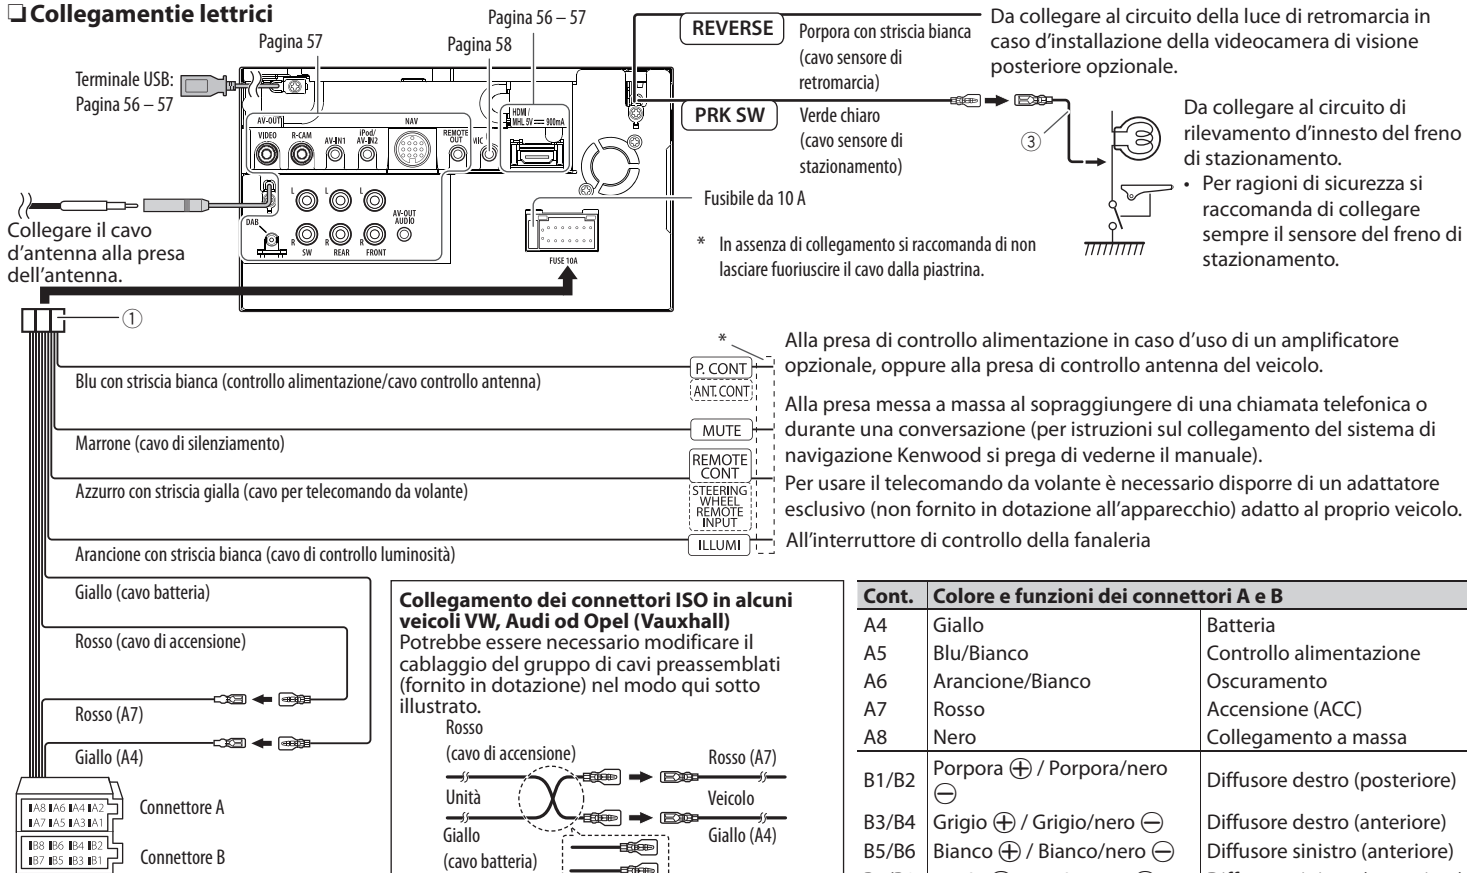 ❏ Collegamentie lettrici
Pagina 57
Pagina 58
Pagina 56 – 57
Terminale USB:
Pagina 56 – 57
AV-OUT
VIDEO
R-CAM
AV-IN1
iPod/
AV-IN2
NAV
REMOTE
OUT
MIC
HDMI /
MHL 5V ⎓ 900mA
DAB
L
L
L
R
R
R
SW
REAR
FRONT
AV-OUT
AUDIO
FUSE 10A
REVERSE
Porpora con striscia bianca
(cavo sensore di
retromarcia)
Da collegare al circuito della luce di retromarcia in
caso d’installazione della videocamera di visione
posteriore opzionale.
PRK SW
Verde chiaro
(cavo sensore di
stazionamento)
③
Da collegare al circuito di
rilevamento d’innesto del freno
di stazionamento.
• Per ragioni di sicurezza si
raccomanda di collegare
sempre il sensore del freno di
stazionamento.
Fusibile da 10 A
* In assenza di collegamento si raccomanda di non
lasciare fuoriuscire il cavo dalla piastrina.
Collegare il cavo
d’antenna alla presa
dell’antenna.
①
*
Blu con striscia bianca (controllo alimentazione/cavo controllo antenna)
P. CONT
ANT. CONT
Alla presa di controllo alimentazione in caso d’uso di un amplificatore
opzionale, oppure alla presa di controllo antenna del veicolo.
Marrone (cavo di silenziamento)
MUTE
Alla presa messa a massa al sopraggiungere di una chiamata telefonica o
durante una conversazione (per istruzioni sul collegamento del sistema di
navigazione Kenwood si prega di vederne il manuale).
Azzurro con striscia gialla (cavo per telecomando da volante)
REMOTE
CONT
STEERING
WHEEL
REMOTE
INPUT
Per usare il telecomando da volante è necessario disporre di un adattatore
esclusivo (non fornito in dotazione all’apparecchio) adatto al proprio veicolo.
Arancione con striscia bianca (cavo di controllo luminosità)
ILLUMI
All’interruttore di controllo della fanaleria
Giallo (cavo batteria)
Rosso (cavo di accensione)
Rosso (A7)
Giallo (A4)
A8 A6 A4 A2
A7 A5 A3 A1
Connettore A
B8 B6 B4 B2
B7 B5 B3 B1
Connettore B
Collegamento dei connettori ISO in alcuni
veicoli VW, Audi od Opel (Vauxhall)
Potrebbe essere necessario modificare il
cablaggio del gruppo di cavi preassemblati
(fornito in dotazione) nel modo qui sotto
illustrato.
Rosso
(cavo di accensione)
Rosso (A7)
Unità
Veicolo
Giallo
(cavo batteria)
Giallo (A4)
Cont. Colore e funzioni dei connettori A e B
A4 Giallo Batteria
A5 Blu/Bianco Controllo alimentazione
A6 Arancione/Bianco Oscuramento
A7 Rosso Accensione (ACC)
A8 Nero Collegamento a massa
B1/B2 Porpora ⊕ / Porpora/nero
⊖ Diffusore destro (posteriore)
B3/B4 Grigio ⊕ / Grigio/nero ⊖ Diffusore destro (anteriore)
B5/B6 Bianco ⊕ / Bianco/nero ⊖ Diffusore sinistro (anteriore)